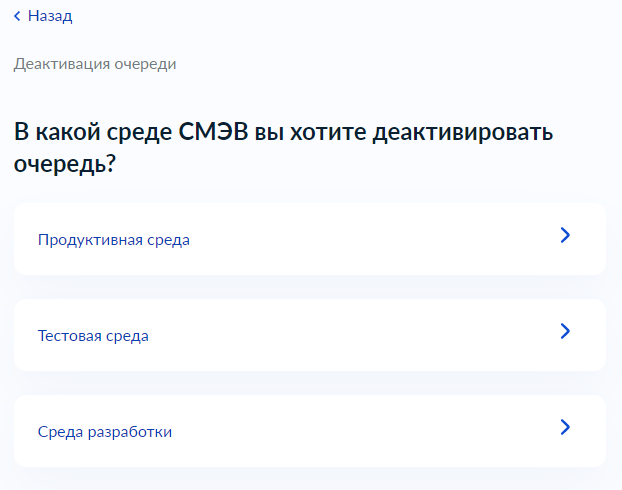 Назад
Деактивация очереди
В какой среде СМЭВ вы хотите деактивировать
очередь?
Продуктивная среда
Тестовая среда
Среда разработки